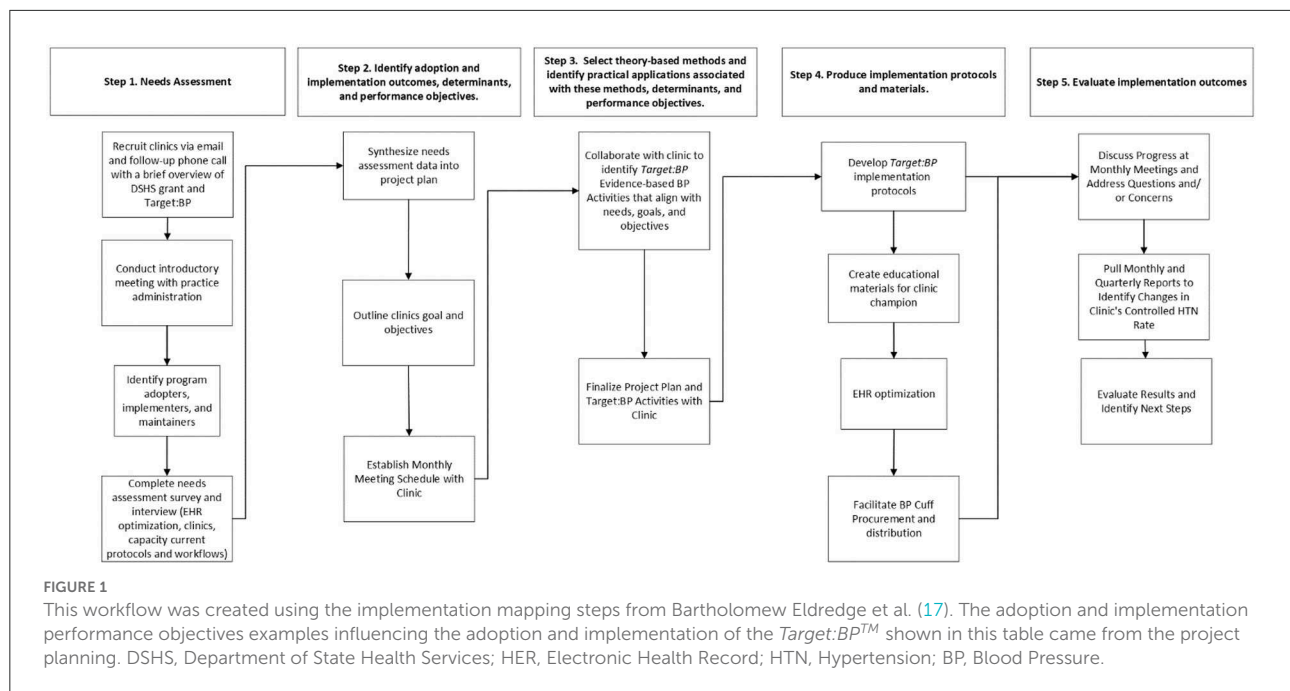 Step 1. Needs Assessment
Step 2. Identify adoption and
implementation outcomes, determinants,
and performance objectives.
Step 3.  Select theory-based methods and
identify practical applications associated
with these methods, determinants, and
performance objectives.
Step 4. Produce implementation protocols
and materials.
Step 5. Evaluate implementation outcomes
Recruit clinics via email
and follow-up phone call
with a brief overview of
DSHS grant and
Target:BP
Conduct introductory
meeting with practice
administration
Identify program
adopters,
implementers, and
maintainers
Complete needs
assessment survey and
interview (EHR
optimization, clinics,
capacity current
protocols and workflows)
Synthesize needs
assessment data into
project plan
Outline clinics goal and
objectives
Establish Monthly
Meeting Schedule with
Clinic
Collaborate with clinic to
identify Target:BP
Evidence-based BP
Activities that align with
needs, goals, and
objectives
Finalize Project Plan and
Target:BP Activities with
Clinic
Develop Target:BP
implementation
protocols
Create educational
materials for clinic
champion
EHR optimization
Facilitate BP Cuff
Procurement and
distribution
Discuss Progress at
Monthly Meetings and
Address Questions and/
or Concerns
Pull Monthly and
Quarterly Reports to
Identify Changes in
Clinic's Controlled HTN
Rate
Evaluate Results and
Identify Next Steps
FIGURE 1
This workflow was created using the implementation mapping steps from Bartholomew Eldredge et al. (17). The adoption and implementation
performance objectives examples influencing the adoption and implementation of the Target:BP™ shown in this table came from the project
planning. DSHS, Department of State Health Services; HER, Electronic Health Record; HTN, Hypertension; BP, Blood Pressure.